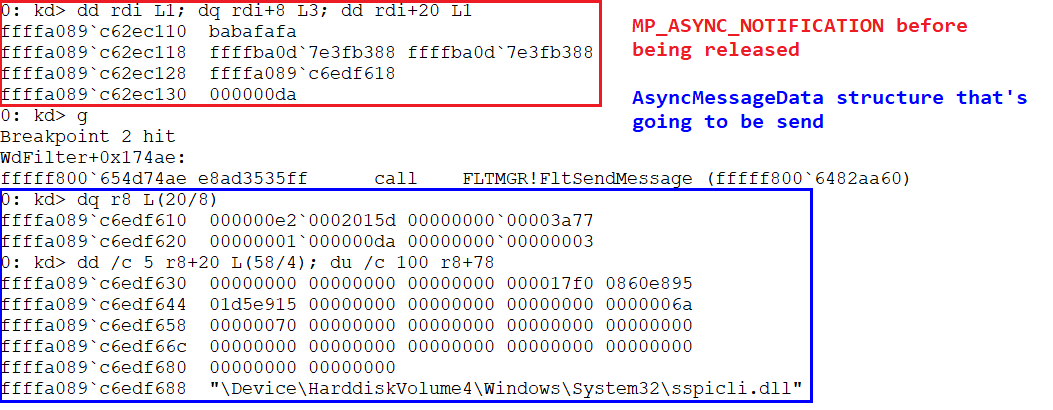 0: kd> dd rdi L1; dq rdi+8 L3; dd rdi+20 L1
ffffa089`c62ec110  babafafa
ffffa089`c62ec118  ffffba0d`7e3fb388 ffffba0d`7e3fb388
ffffa089`c62ec128  ffffa089`c6edf618
ffffa089`c62ec130  000000da
0: kd> g
Breakpoint 2 hit
WdFilter+0x174ae:
fffff800`654d74ae e8ad3535ff      call    FLTMGR!FltSendMessage (fffff800`6482aa60)
0: kd> dq r8 L(20/8)
ffffa089`c6edf610  000000e2`0002015d 00000000`00003a77
ffffa089`c6edf620  00000001`000000da 00000000`00000003
0: kd> dd /c 5 r8+20 L(58/4); du /c 100 r8+78
ffffa089`c6edf630  00000000 00000000 00000000 000017f0 0860e895
ffffa089`c6edf644  01d5e915 00000000 00000000 00000000 0000006a
ffffa089`c6edf658  00000070 00000000 00000000 00000000 00000000
ffffa089`c6edf66c  00000000 00000000 00000000 00000000 00000000
ffffa089`c6edf680  00000000 00000000
ffffa089`c6edf688  "\Device\HarddiskVolume4\Windows\System32\sspicli.dll"
MP_ASYNC_NOTIFICATION before
being released
AsyncMessageData structure that's
going to be send